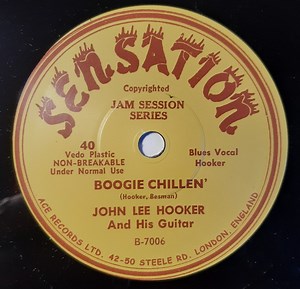 SENSATION
Copyrighted
JAM SESSION
SERIES
40
Vedo Plastic
NON-BREAKABLE
Under Normal Use
Blues Vocal
Hooker
BOOGIE CHILLEN'
(Hooker, Besman)
JOHN LEE HOOKER
And His Guitar
B-7006
ACE RECORDS LTD. 42-50 STEELE RD. LONDON, ENGLAND